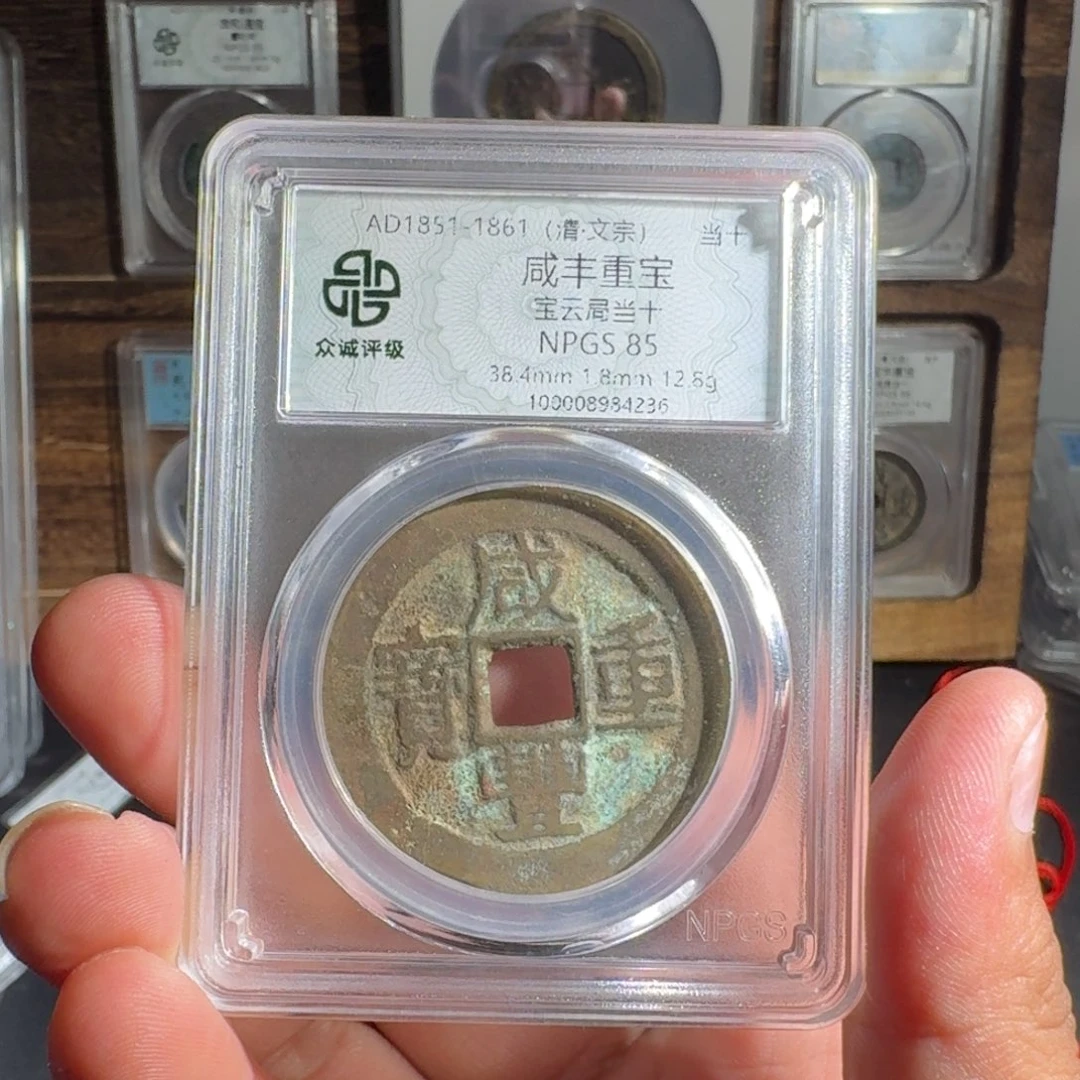 AD1851-1861 (清·文宗) 当十
咸丰重宝
宝云局当十
众诚评级
NPGS 85
38.4mm 1.8mm 12.6g
100008984236
咸
豐
重
寶
NPGS